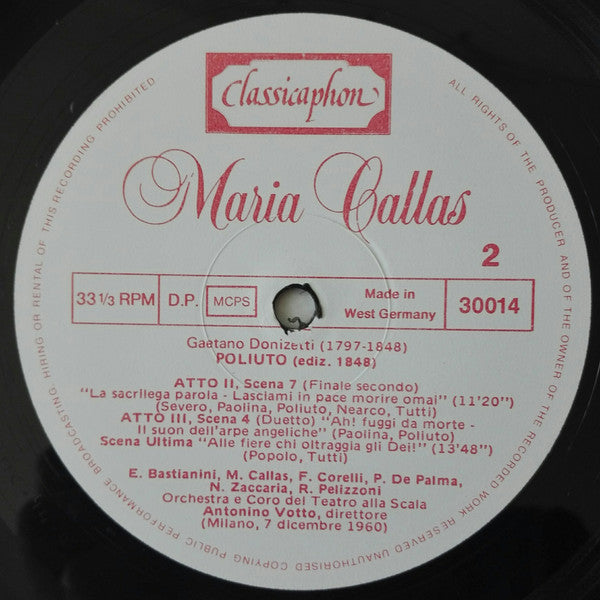 Classicaphon
Maria Callas
2
33 1/3 RPM
D.P.
MCPS
Made in
West Germany
30014
Gaetano Donizetti (1797-1848)
POLIUTO (ediz. 1848)
ATTO II, Scena 7 (Finale secondo)
"La sacrilega parola - Lasciami in pace morire omai" (11'20")
(Severo, Paolina, Poliuto, Nearco, Tutti)
ATTO III, Scena 4 (Duetto) "Ah! fuggi da morte -
Il suon dell'arpe angeliche" (Paolina, Poliuto)
Scena Ultima "Alle fiere chi oltraggia gli Dei!" (13'48")
(Popolo, Tutti)
E. Bastianini, M. Callas, F. Corelli, P. De Palma,
N. Zaccaria, R. Pelizzoni
Orchestra e Coro del Teatro alla Scala
Antonino Votto, direttore
(Milano, 7 dicembre 1960)
ALL RIGHTS OF THE PRODUCER AND OF THE OWNER OF THE RECORDED WORK RESERVED UNAUTHORISED COPYING PUBLIC PERFORMANCE BROADCASTING, HIRING OR RENTAL OF THIS RECORDING PROHIBITED